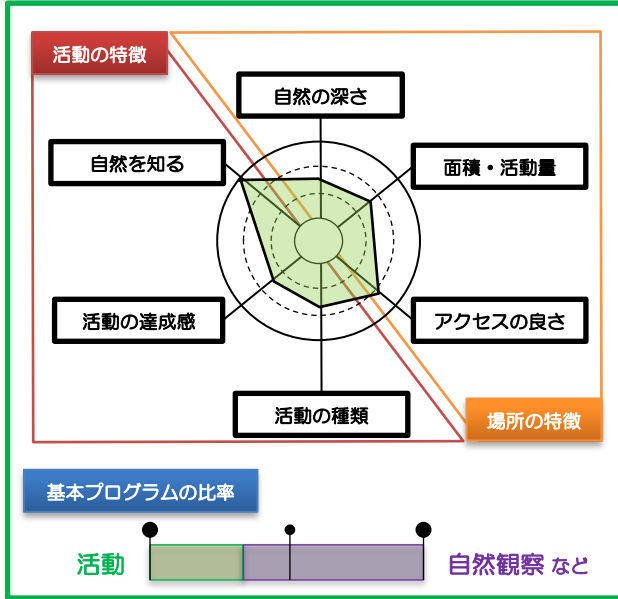 活動の特徴
自然の深さ
自然を知る
面積・活動量
活動の達成感
アクセスの良さ
活動の種類
場所の特徴
基本プログラムの比率
活動
自然観察 など